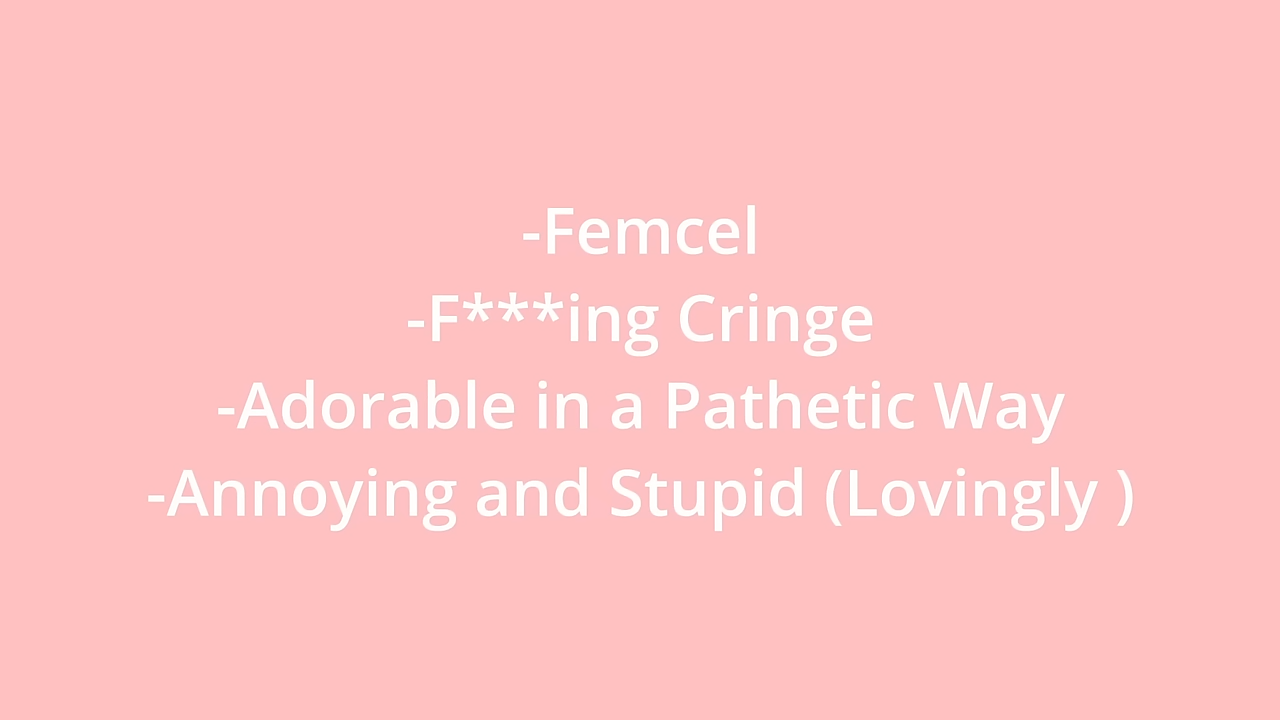 -Femcel
-F***ing Cringe
-Adorable in a Pathetic Way
-Annoying and Stupid (Lovingly )